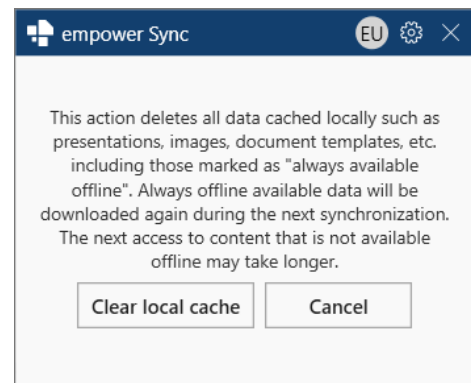 empower Sync EU
This action deletes all data cached locally such as
presentations, images, document templates, etc.
including those marked as "always available
offline". Always offline available data will be
downloaded again during the next synchronization.
The next access to content that is not available
offline may take longer.
Clear local cache Cancel